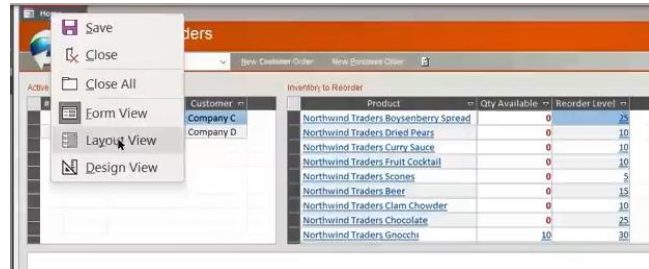 Home
ders
Save
Close
Close All
Form View
Layout View
Design View
New Customer Order New Purchase Order
Active
Inventory to Reorder
# Customer
Company C
Company D
Product Qty Available Reorder Level
Northwind Traders Boysenberry Spread 0 25
Northwind Traders Dried Pears 0 10
Northwind Traders Curry Sauce 0 10
Northwind Traders Fruit Cocktail 0 10
Northwind Traders Scones 0 5
Northwind Traders Beer 0 15
Northwind Traders Clam Chowder 0 10
Northwind Traders Chocolate 0 25
Northwind Traders Gnocchi 10 30